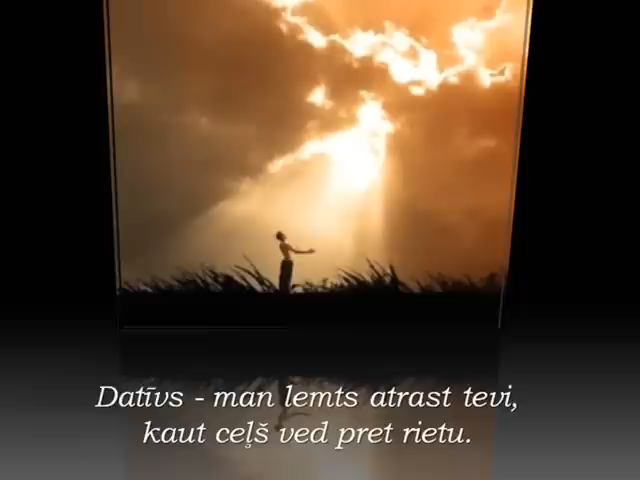 Datīvs - man lemts atrast tevi,
kaut ceļš ved pret rietu.